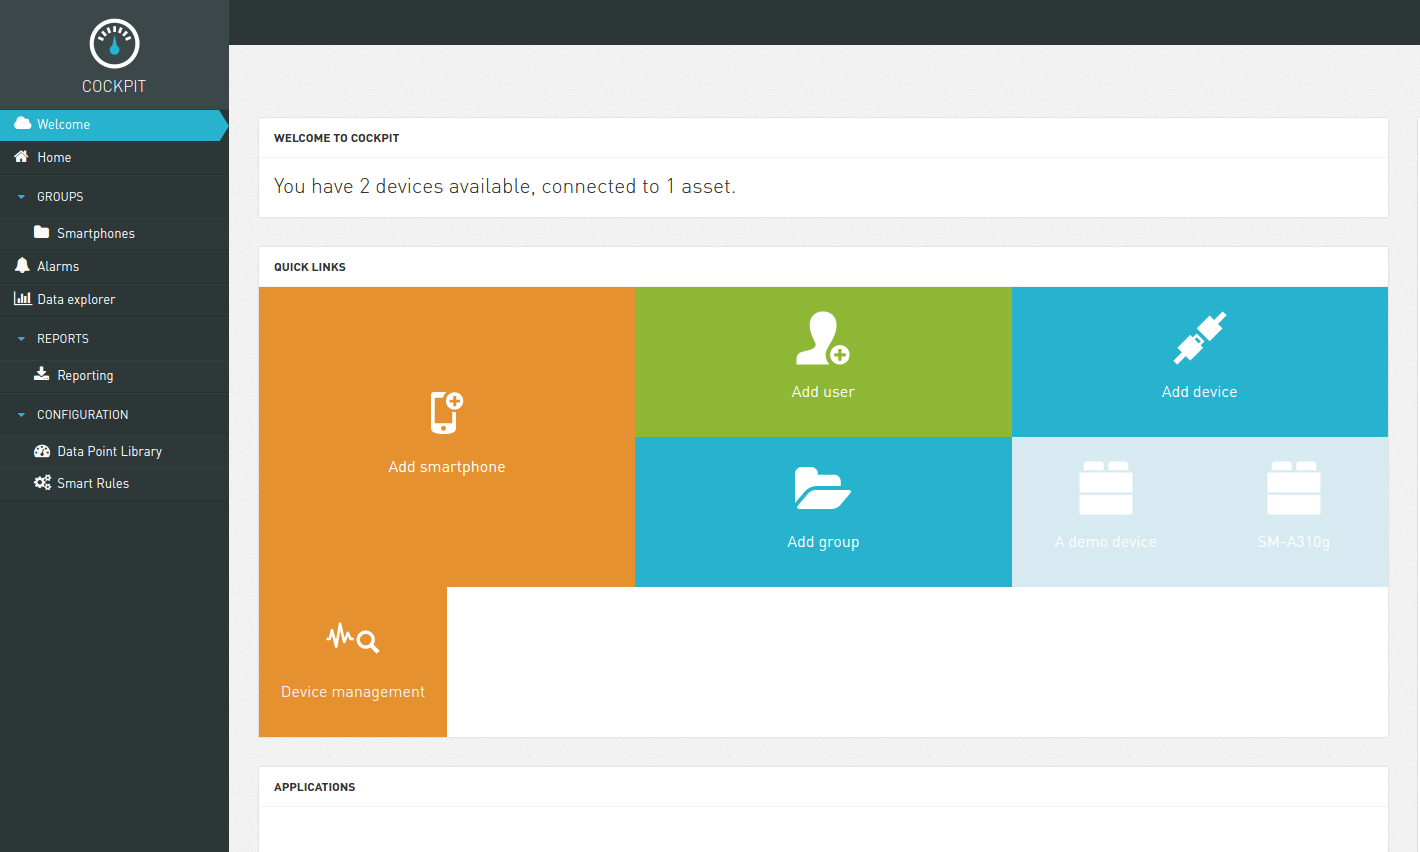 COCKPIT
Welcome
Home
GROUPS
Smartphones
Alarms
Data explorer
REPORTS
Reporting
CONFIGURATION
Data Point Library
Smart Rules
WELCOME TO COCKPIT
You have 2 devices available, connected to 1 asset.
QUICK LINKS
Add smartphone
Add user
Add device
Add group
A demo device
SM-A310g
Device management
APPLICATIONS